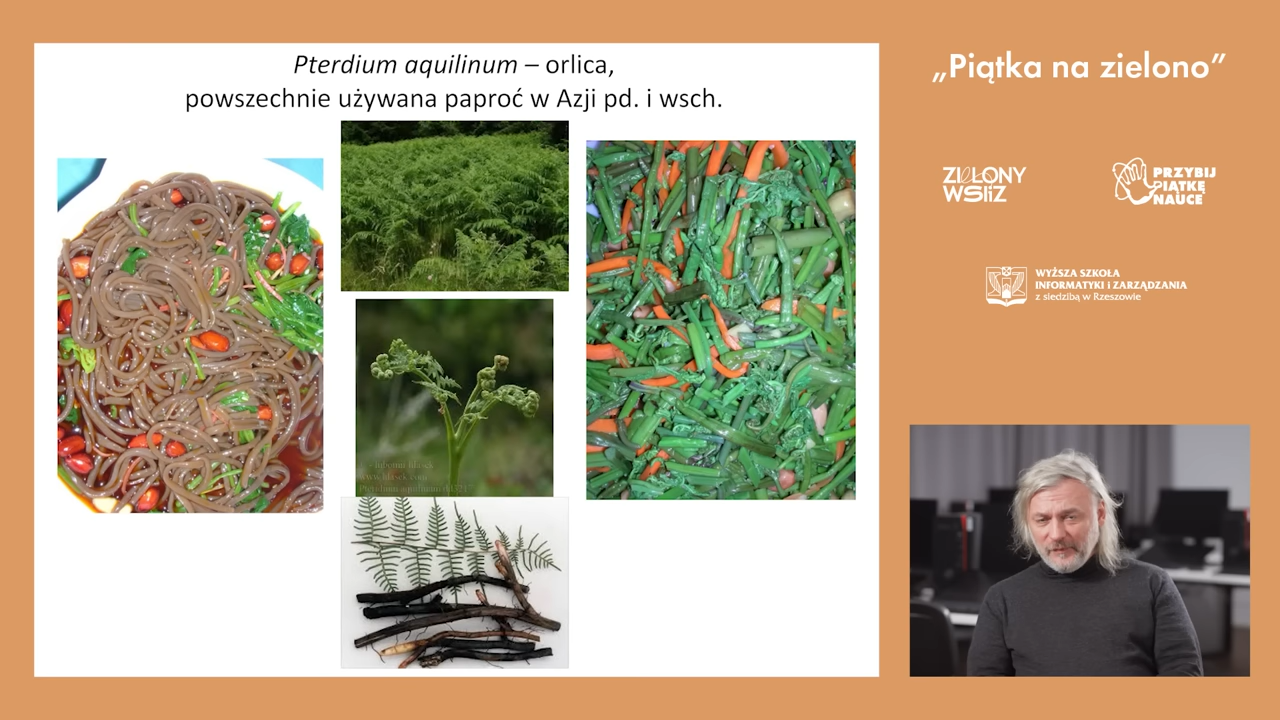 Pterdium aquilinum – orlica,
powszechnie używana paproć w Azji pd. i wsch.
„Piątka na zielono”
ZIELONY
WSIiZ
PRZYBIJ
PIĄTKĘ
NAUCE
WYŻSZA SZKOŁA
INFORMATYKI I ZARZĄDZANIA
z siedzibą w Rzeszowie